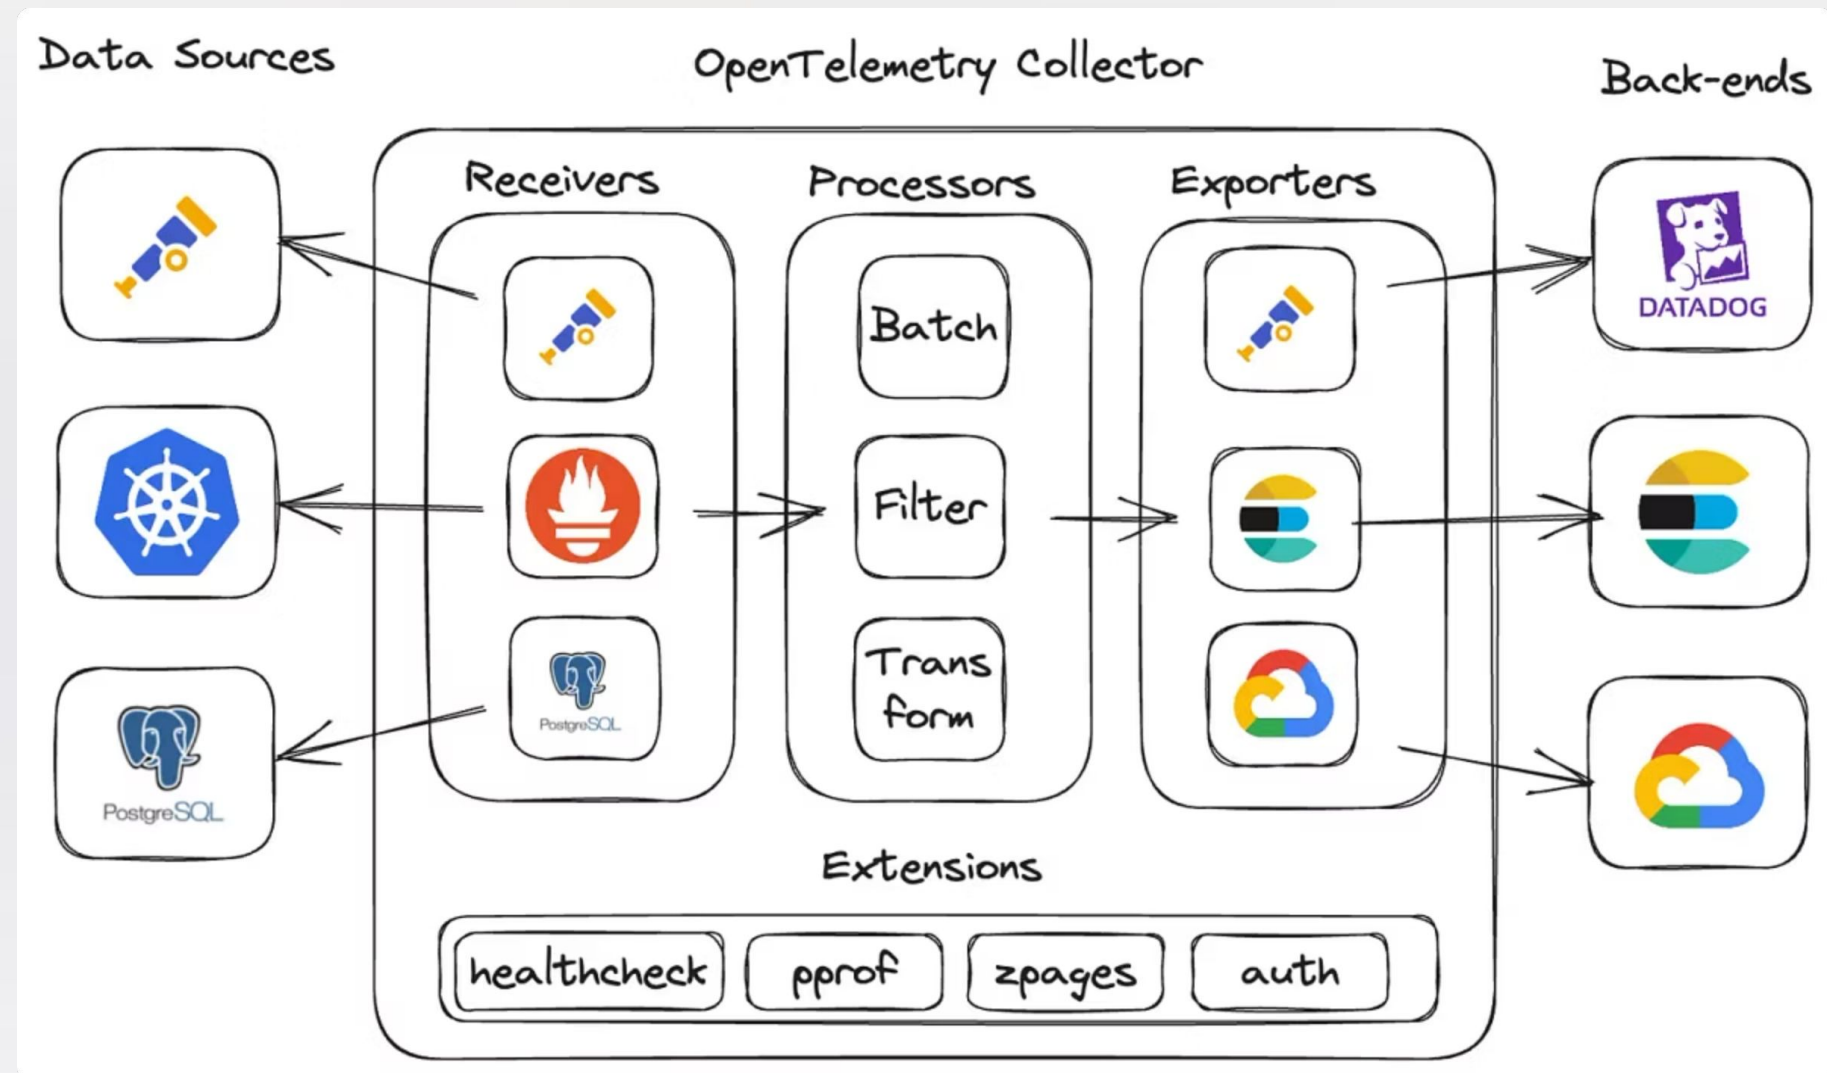 Data Sources
OpenTelemetry Collector
Back-ends
Receivers
Processors
Exporters
Batch
Filter
Trans
form
PostgreSQL
PostgreSQL
DATADOG
Extensions
healthcheck
pprof
zpages
auth